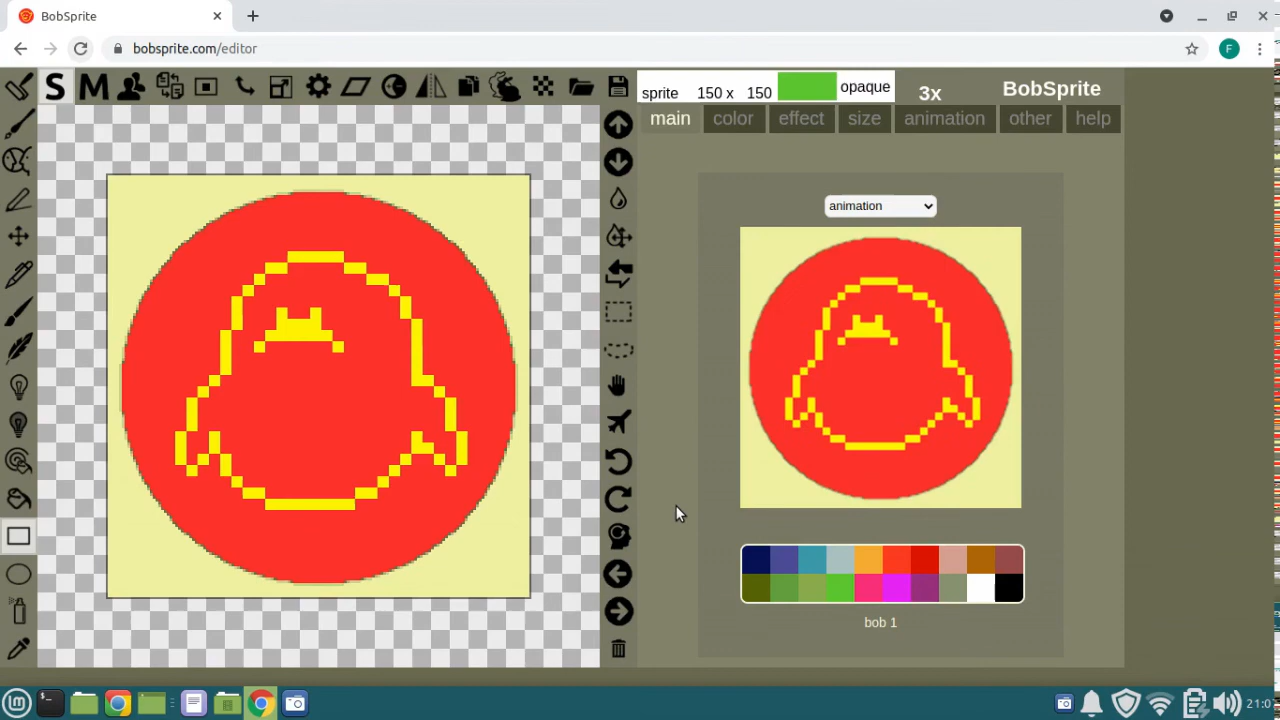 BobSprite
bobsprite.com/editor
F
S M
sprite 150 x 150 opaque 3x BobSprite
main color effect size animation other help
animation
bob 1
21:07